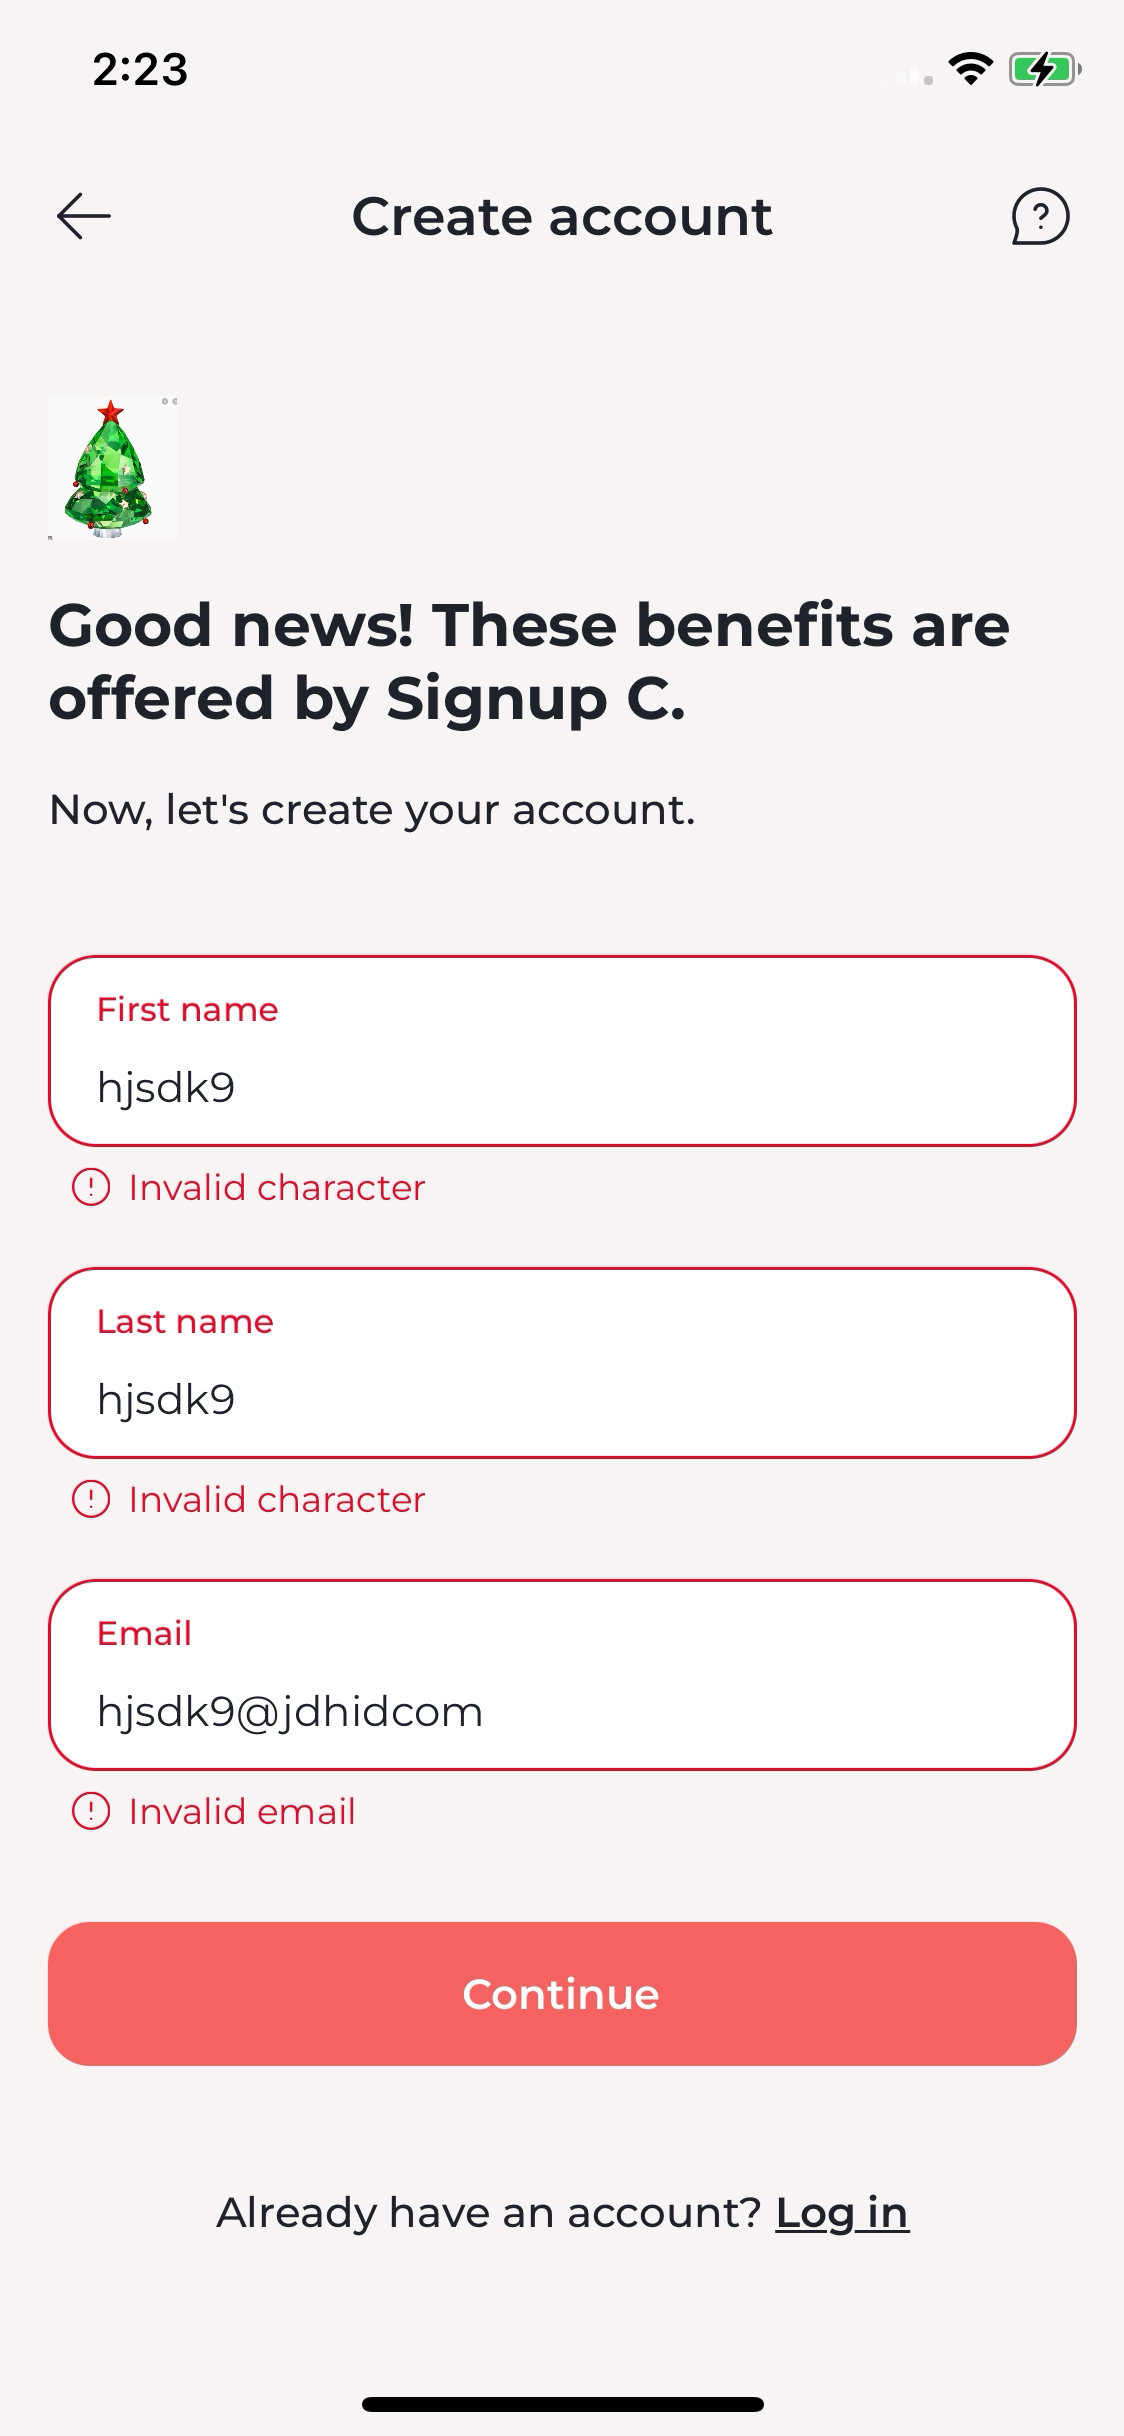 2:23
Create account
Good news! These benefits are
offered by Signup C.
Now, let's create your account.
First name
hjsdk9
Invalid character
Last name
hjsdk9
Invalid character
Email
hjsdk9@jdhidcom
Invalid email
Continue
Already have an account? Log in